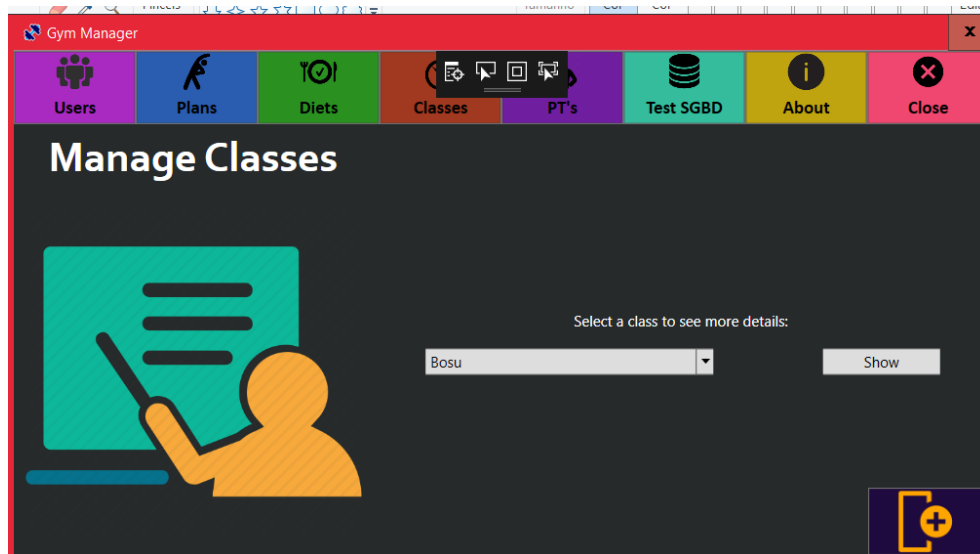 Tamanho
Gym Manager
x
Users
Plans
Diets
Classes
PT's
Test SGBD
About
Close
Manage Classes
Select a class to see more details:
Bosu
Show